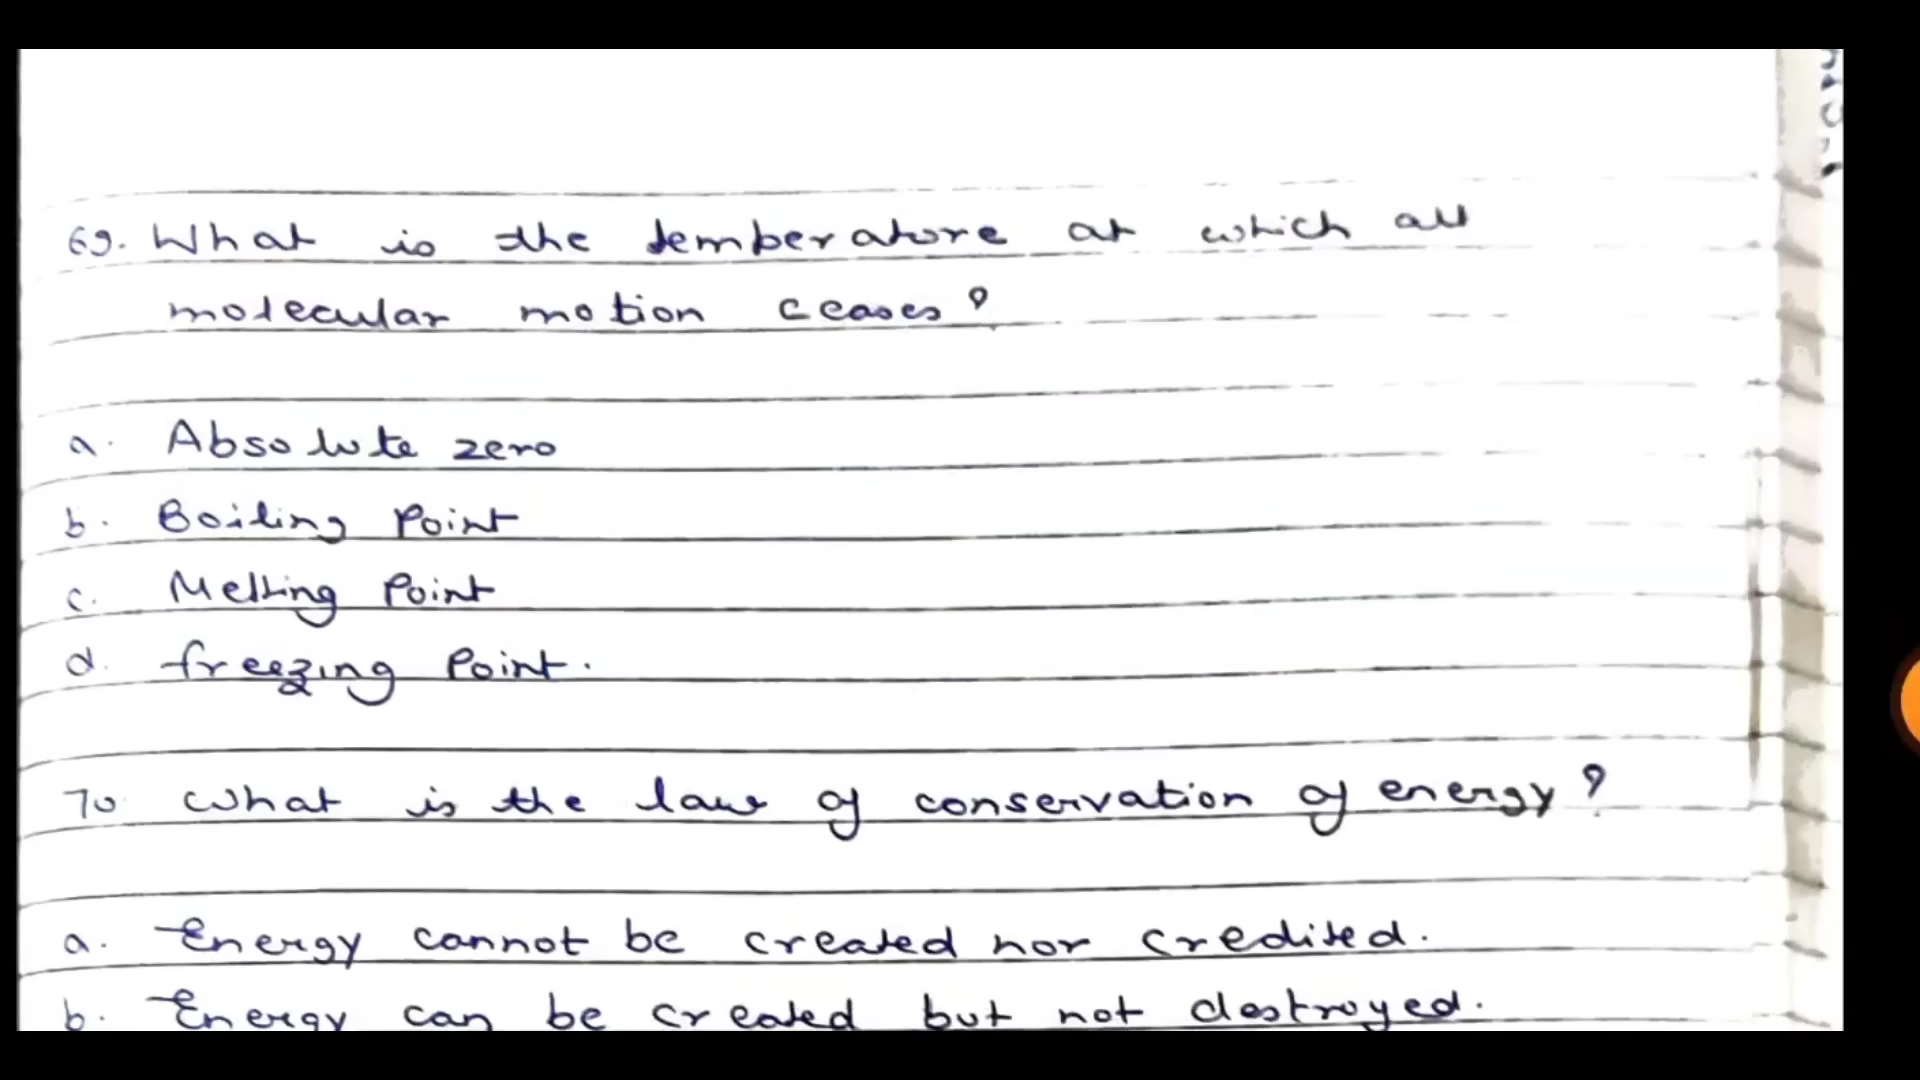 69. What is the temberature at which all
molecular motion ceases?
a. Absolute zero
b. Boiling Point
c. Melting Point
d. freezing Point.
70 What is the law of conservation of energy?
a. Energy cannot be created nor credited.
b. Energy can be created but not destroyed.